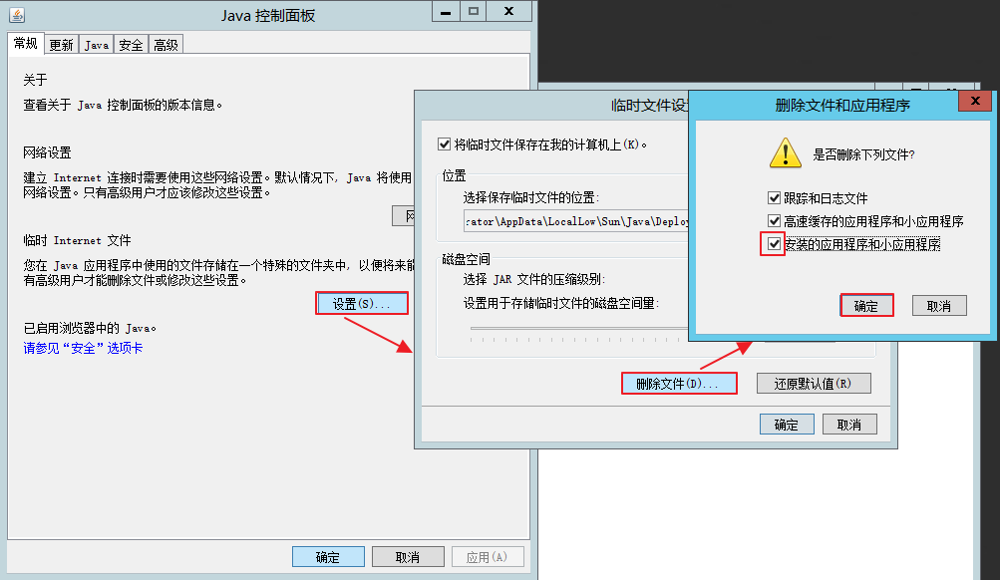 Java 控制面板
常规
更新
Java
安全
高级
关于
查看关于 Java 控制面板的版本信息。
网络设置
建立 Internet 连接时需要使用这些网络设置。默认情况下, Java 将使用
网络设置。只有高级用户才应该修改这些设置。
临时 Internet 文件
您在 Java 应用程序中使用的文件存储在一个特殊的文件夹中, 以便将来能
有高级用户才能删除文件或修改这些设置。
设置(S)...
已启用浏览器中的 Java。
请参见“安全”选项卡
确定
取消
应用(A)
临时文件设
将临时文件保存在我的计算机上(K)。
位置
选择保存临时文件的位置:
rator\AppData\LocalLow\Sun\Java\Deploy
磁盘空间
选择 JAR 文件的压缩级别:
设置用于存储临时文件的磁盘空间量:
删除文件(D)...
还原默认值(R)
确定
取消
删除文件和应用程序
是否删除下列文件?
跟踪和日志文件
高速缓存的应用程序和小应用程序
安装的应用程序和小应用程序
确定
取消